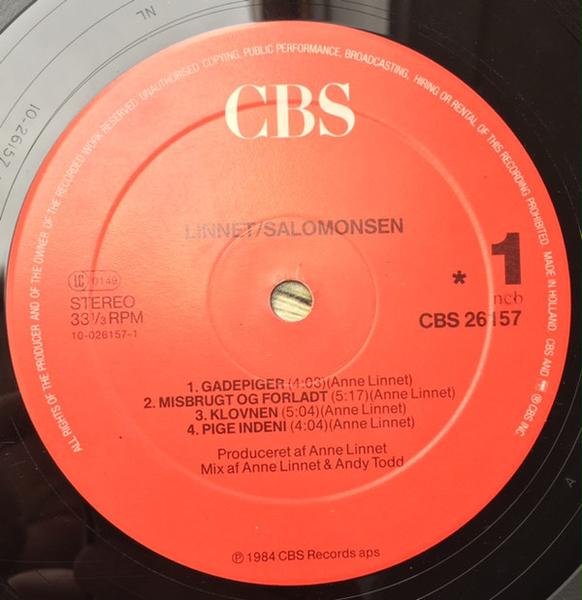 ALL RIGHTS OF THE PRODUCER AND OF THE OWNER OF THE RECORDED WORK RESERVED. UNAUTHORISED COPYING, PUBLIC PERFORMANCE, BROADCASTING, HIRING OR RENTAL OF THIS RECORDING PROHIBITED. MADE IN HOLLAND CBS AND ℗ CBS INC.
NL
10-26157
CBS
LINNET/SALOMONSEN
LC 0149
STEREO
33 1/3 RPM
10-026157-1
* 1
ncb
CBS 26157
1. GADEPIGER (4:03)(Anne Linnet)
2. MISBRUGT OG FORLADT (5:17)(Anne Linnet)
3. KLOVNEN (5:04)(Anne Linnet)
4. PIGE INDENI (4:04)(Anne Linnet)
Produceret af Anne Linnet
Mix af Anne Linnet & Andy Todd
℗ 1984 CBS Records aps
A